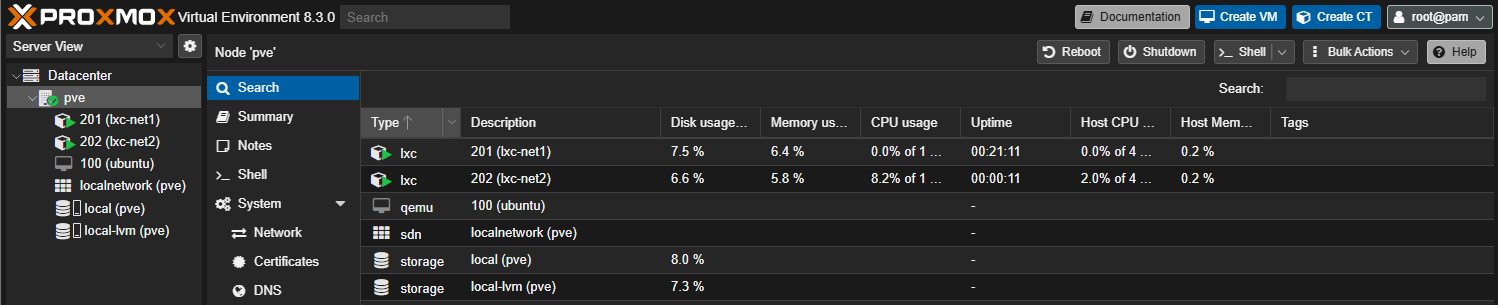 PROXMOX Virtual Environment 8.3.0 Search Documentation Create VM Create CT root@pam
Server View Node 'pve' Reboot Shutdown >_ Shell Bulk Actions Help
Datacenter
pve
201 (lxc-net1)
202 (lxc-net2)
100 (ubuntu)
localnetwork (pve)
local (pve)
local-lvm (pve)
Search
Summary
Notes
>_ Shell
System
Network
Certificates
DNS
Search:
Type Description Disk usage... Memory us... CPU usage Uptime Host CPU ... Host Mem... Tags
lxc 201 (lxc-net1) 7.5 % 6.4 % 0.0% of 1 ... 00:21:11 0.0% of 4 ... 0.2 %
lxc 202 (lxc-net2) 6.6 % 5.8 % 8.2% of 1 ... 00:00:11 2.0% of 4 ... 0.2 %
qemu 100 (ubuntu) -
sdn localnetwork (pve) -
storage local (pve) 8.0 % -
storage local-lvm (pve) 7.3 % -